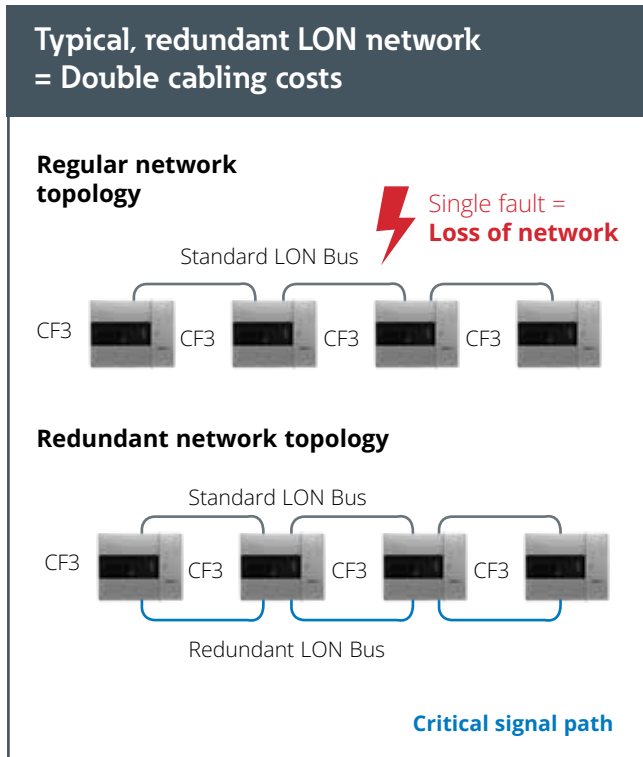 Typical, redundant LON network
= Double cabling costs
Regular network
topology
Single fault =
Loss of network
Standard LON Bus
CF3
CF3
CF3
CF3
Redundant network topology
Standard LON Bus
CF3
CF3
CF3
CF3
Redundant LON Bus
Critical signal path